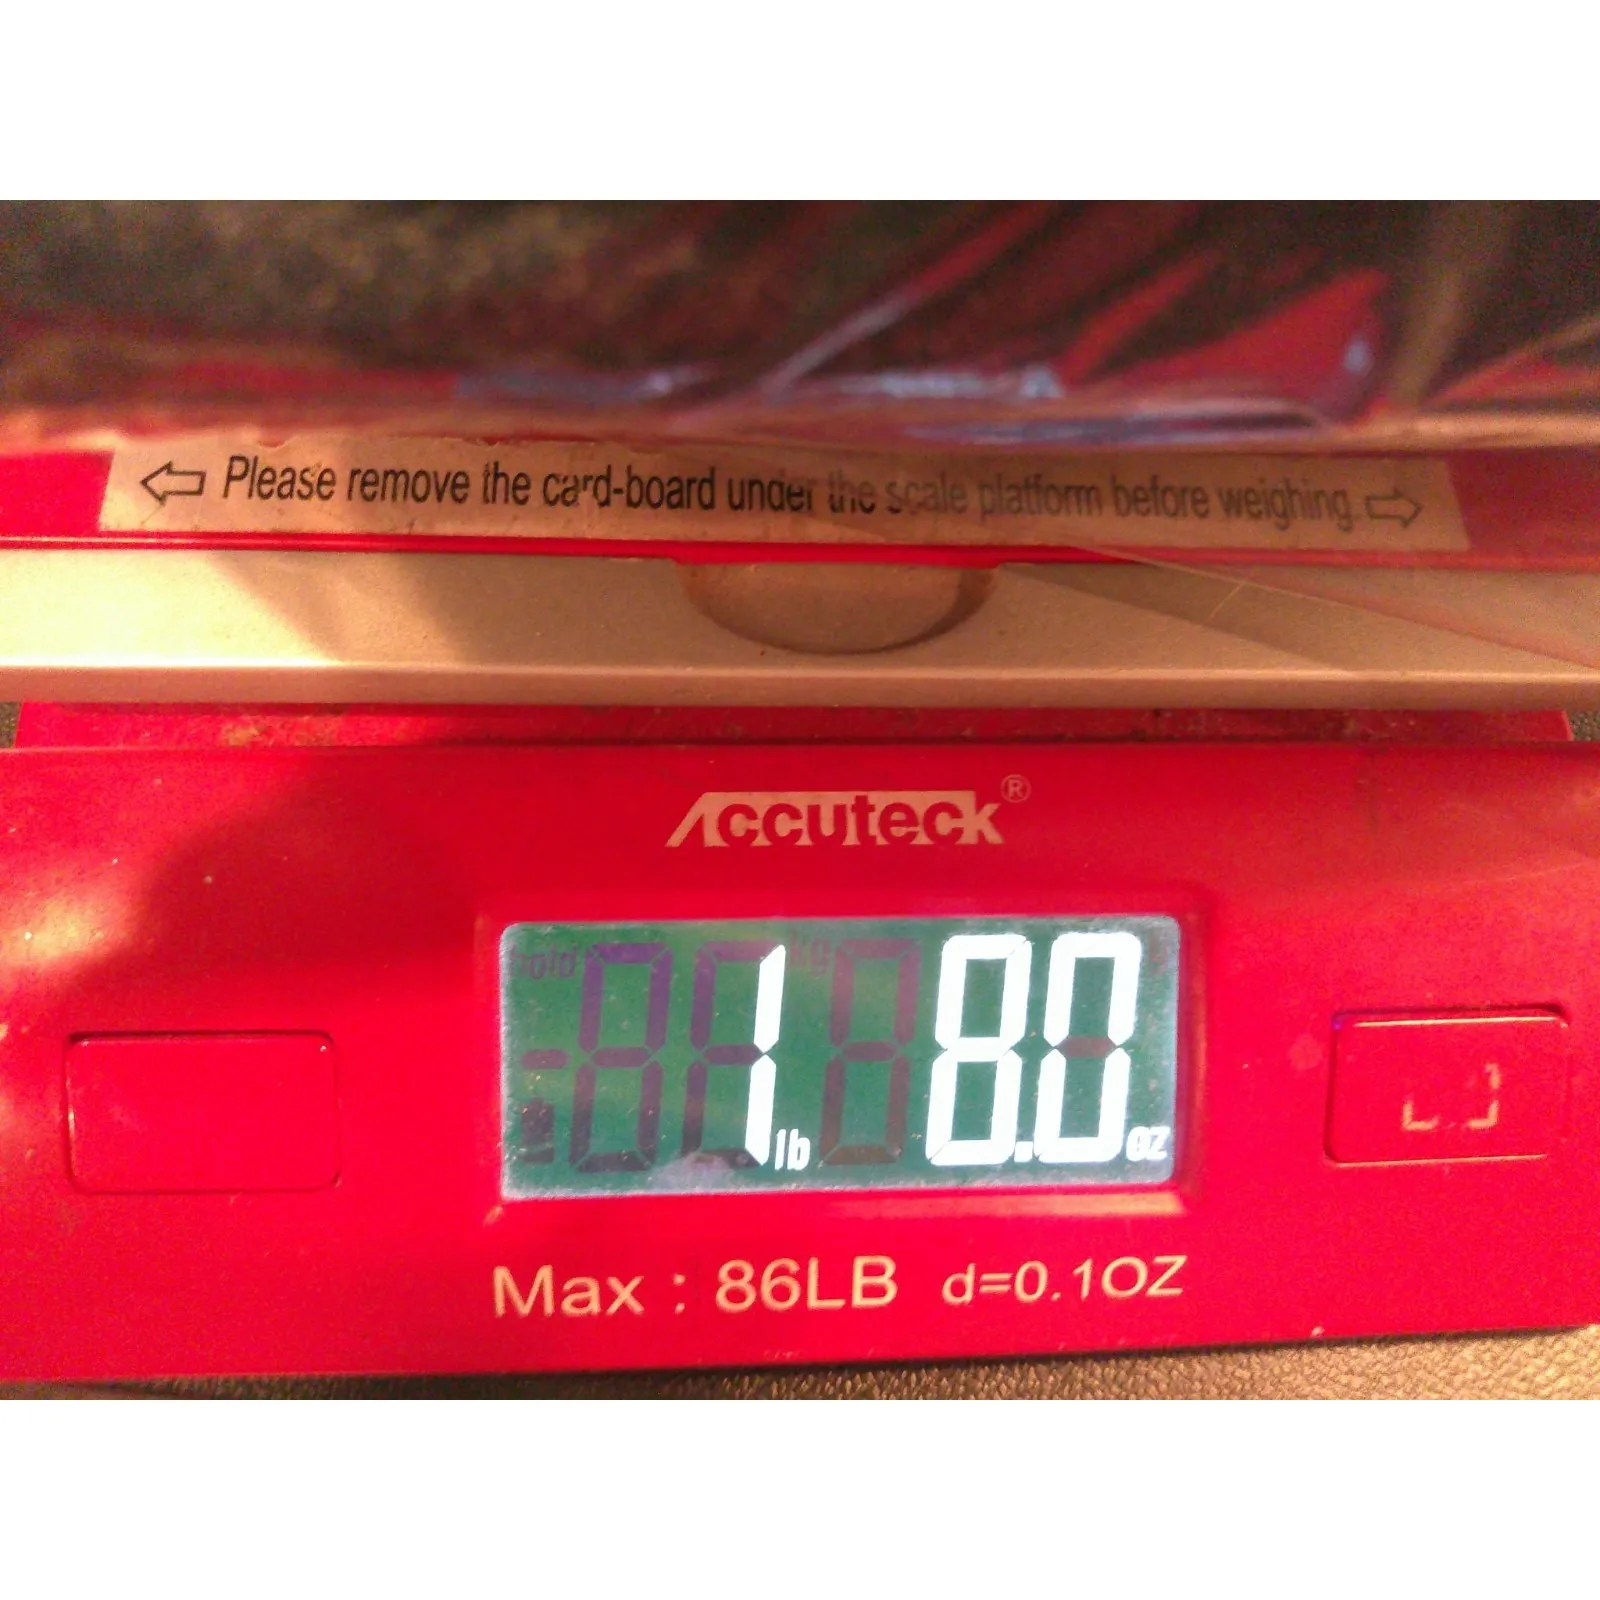 Please remove the card-board under the scale platform before weighing
Accuteck®
1 lb 8.0 oz
Max : 86LB d=0.1OZ